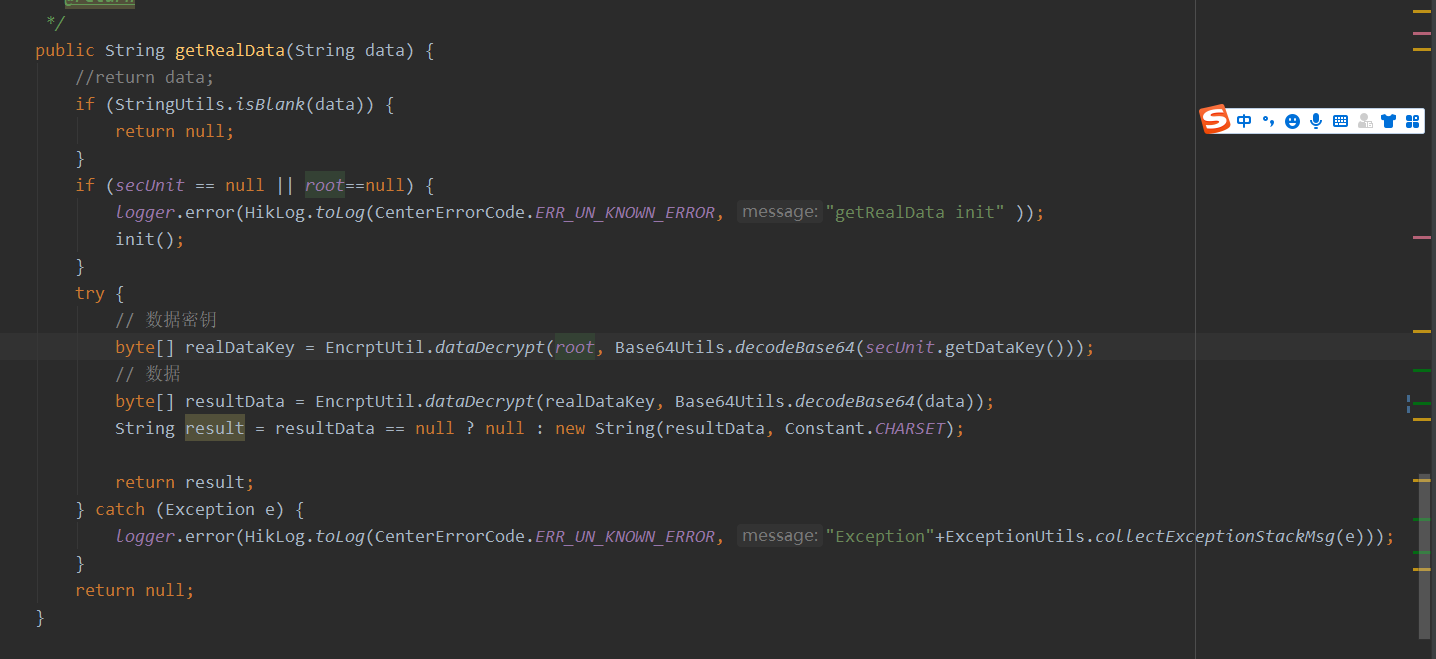 @return
*/
public String getRealData(String data) {
//return data;
if (StringUtils.isBlank(data)) {
return null;
}
if (secUnit == null || root==null) {
logger.error(HikLog.toLog(CenterErrorCode.ERR_UN_KNOWN_ERROR, message: "getRealData init" ));
init();
}
try {
// 数据密钥
byte[] realDataKey = EncrptUtil.dataDecrypt(root, Base64Utils.decodeBase64(secUnit.getDataKey()));
// 数据
byte[] resultData = EncrptUtil.dataDecrypt(realDataKey, Base64Utils.decodeBase64(data));
String result = resultData == null ? null : new String(resultData, Constant.CHARSET);
return result;
} catch (Exception e) {
logger.error(HikLog.toLog(CenterErrorCode.ERR_UN_KNOWN_ERROR, message: "Exception"+ExceptionUtils.collectExceptionStackMsg(e)));
}
return null;
}
S 中